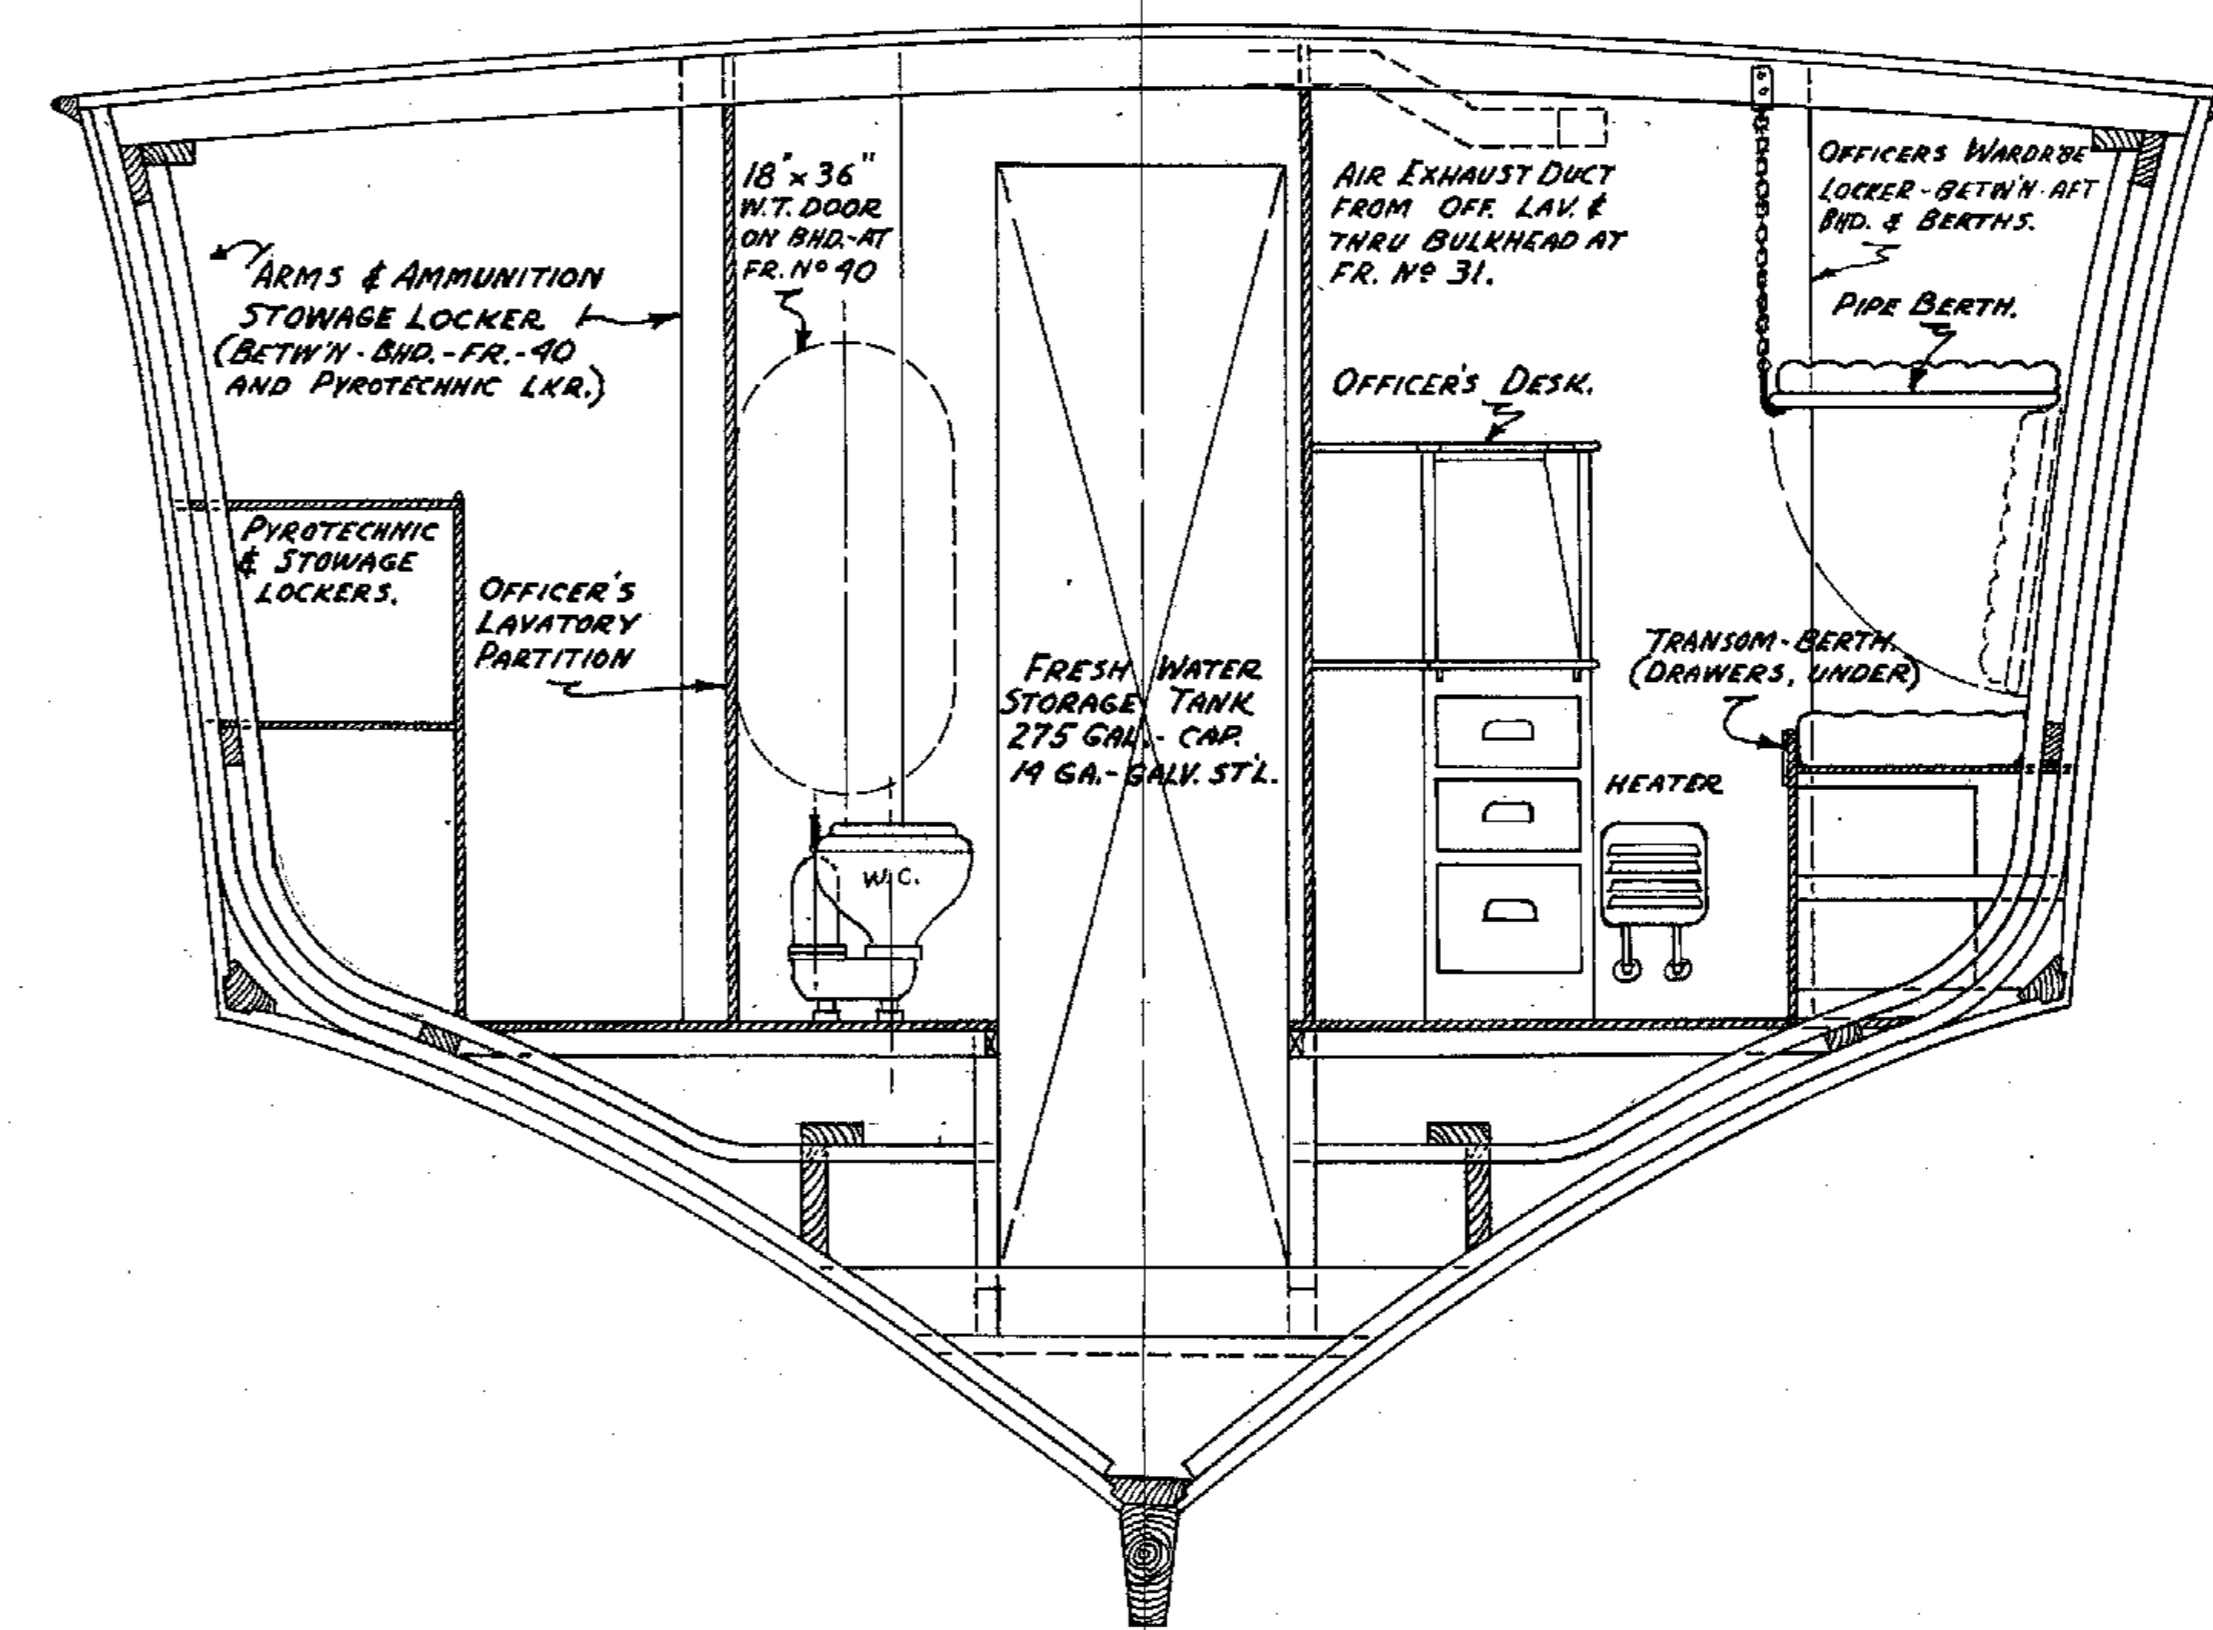 18" x 36"
W.T. DOOR
ON BHD.-AT
FR. Nº 40
ARMS & AMMUNITION
STOWAGE LOCKER
(BETW'N - BHD.-FR.-40
AND PYROTECHNIC LKR.)
PYROTECHNIC
& STOWAGE
LOCKERS.
OFFICER'S
LAVATORY
PARTITION
W.C.
FRESH WATER
STORAGE TANK
275 GAL.- CAP.
14 GA.- GALV. ST'L.
AIR EXHAUST DUCT
FROM OFF. LAV. &
THRU BULKHEAD AT
FR. Nº 31.
OFFICER'S DESK.
OFFICERS WARDR'BE
LOCKER - BETW'N - AFT
BHD. & BERTHS.
PIPE BERTH.
TRANSOM - BERTH.
(DRAWERS, UNDER)
HEATER